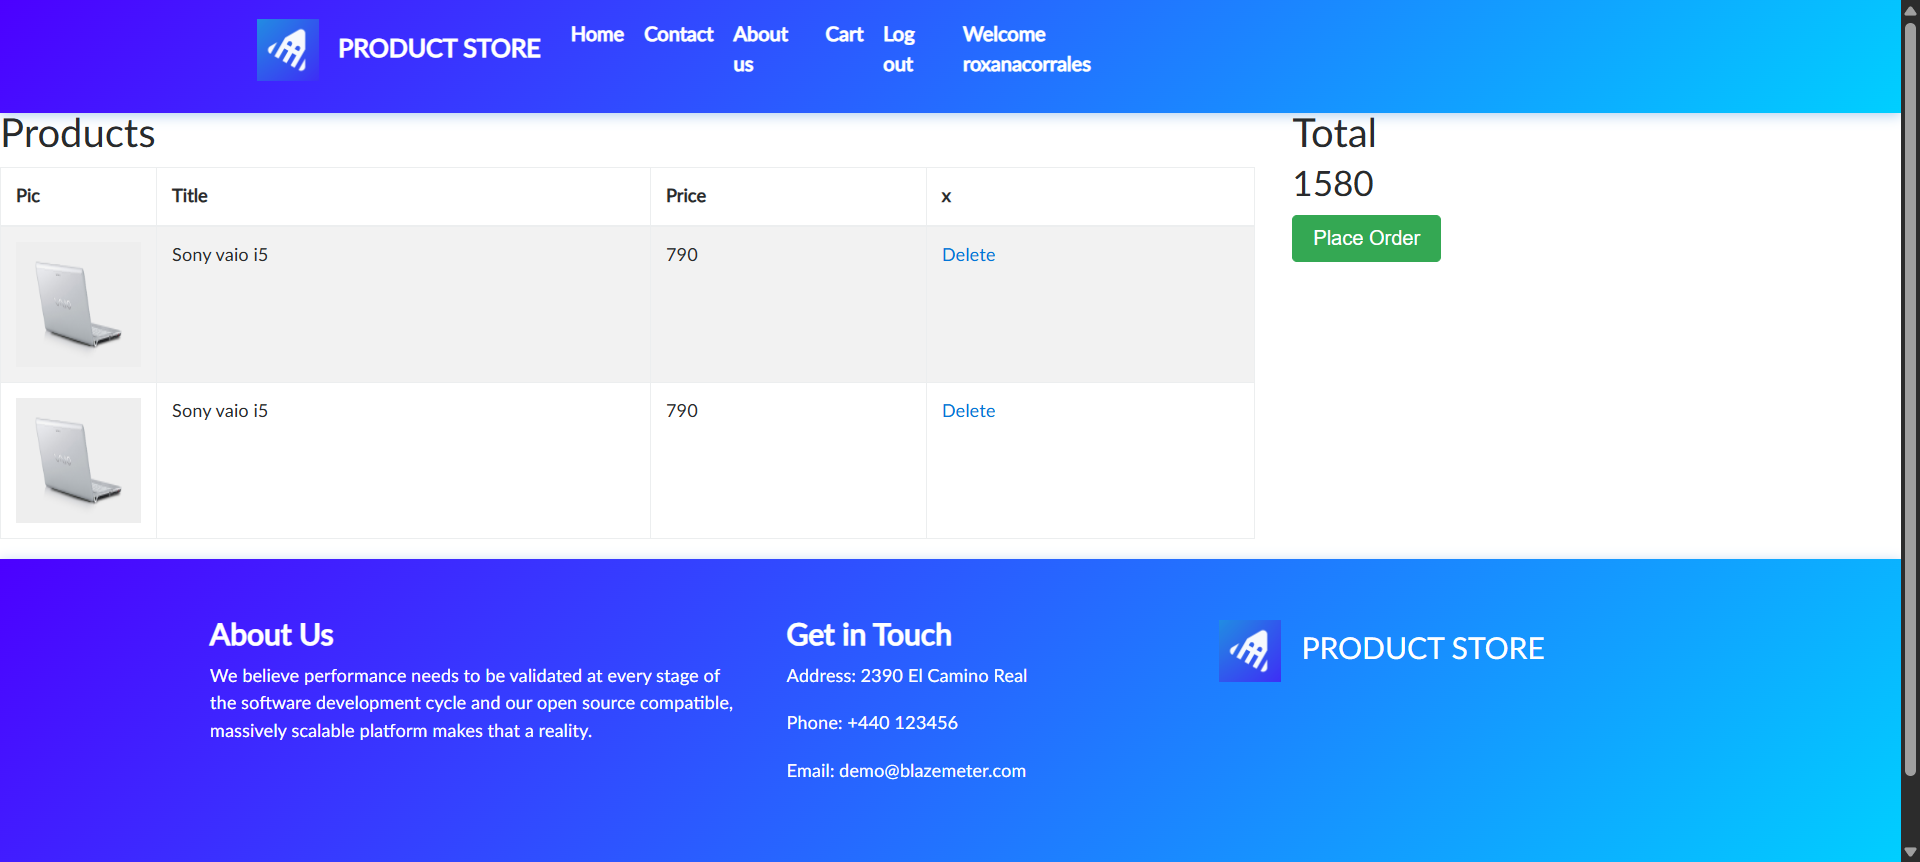 PRODUCT STORE
Home
Contact
About
us
Cart
Log
out
Welcome
roxanacorrales
Products
Pic
Title
Price
x
Sony vaio i5
790
Delete
Sony vaio i5
790
Delete
Total
1580
Place Order
About Us
We believe performance needs to be validated at every stage of
the software development cycle and our open source compatible,
massively scalable platform makes that a reality.
Get in Touch
Address: 2390 El Camino Real
Phone: +440 123456
Email: demo@blazemeter.com
PRODUCT STORE